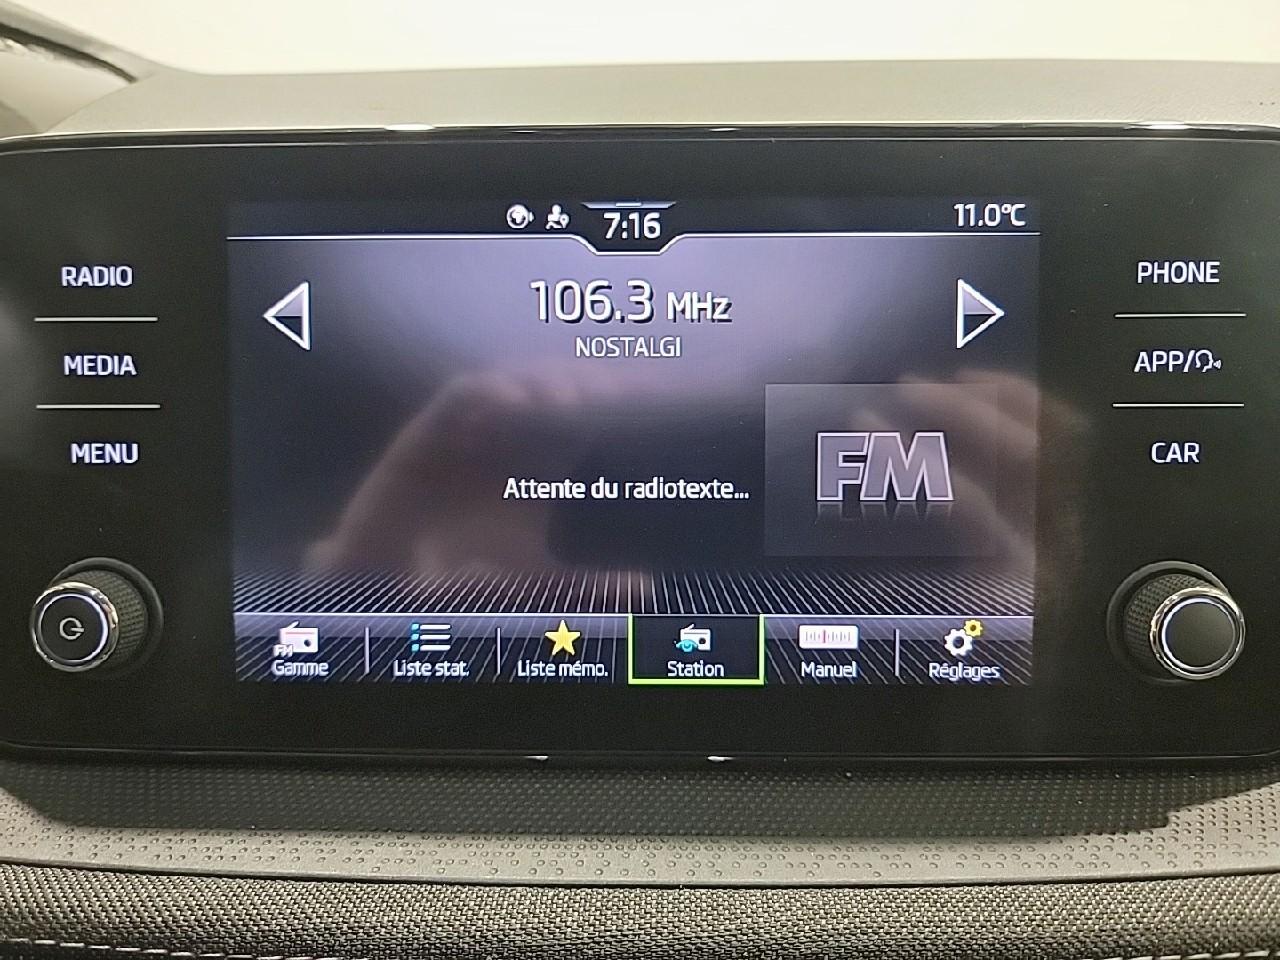 7:16
11.0°C
RADIO
MEDIA
MENU
106.3 MHz
NOSTALGI
Attente du radiotexte...
FM
PHONE
APP/
CAR
FM
Gamme
Liste stat.
Liste mémo.
Station
Manuel
Réglages